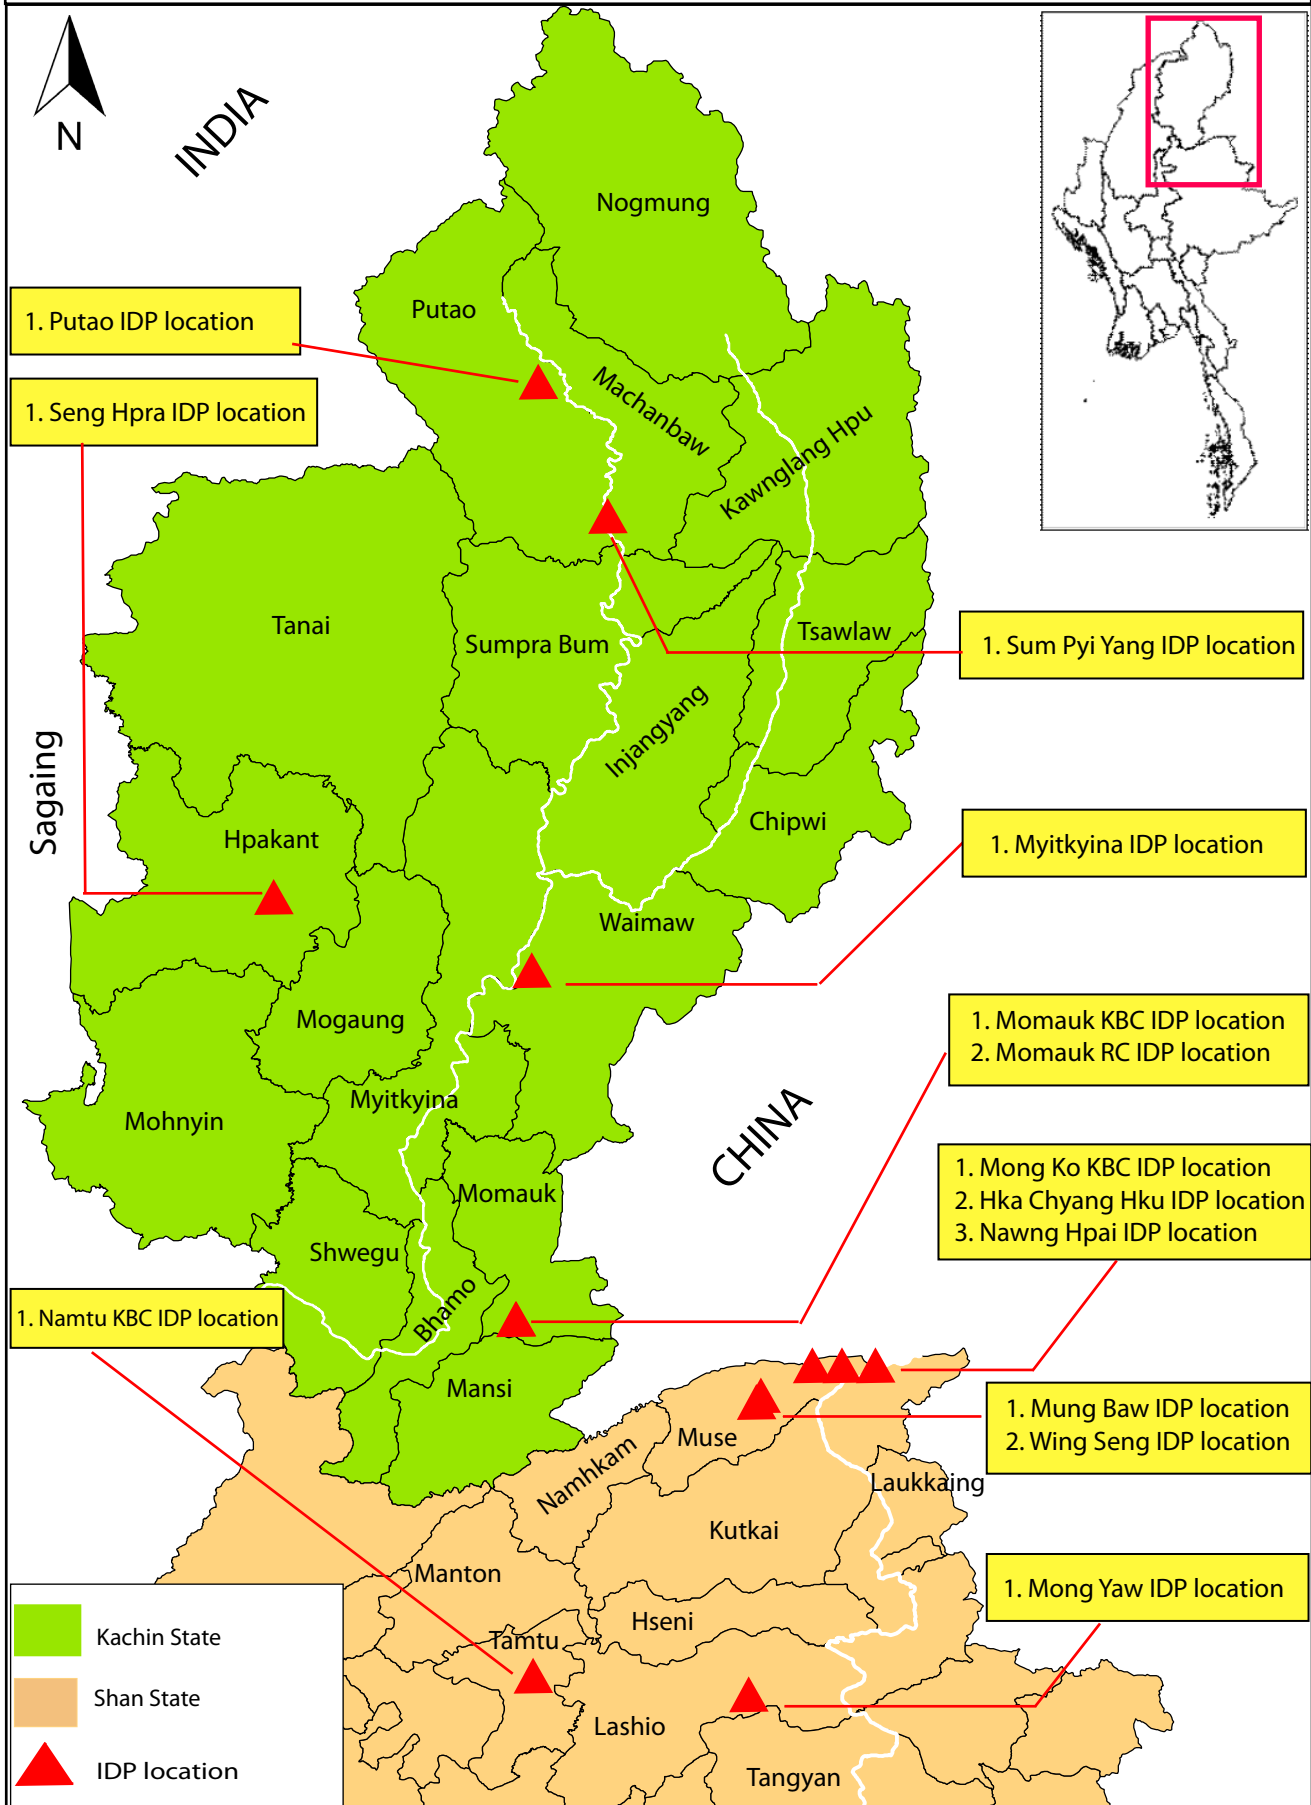 N
INDIA
Nogmung
Putao
1. Putao IDP location
Machanbaw
1. Seng Hpra IDP location
Kawnglang Hpu
Tanai
Sumpra Bum
Tsawlaw
1. Sum Pyi Yang IDP location
Injangyang
Sagaing
Hpakant
Chipwi
1. Myitkyina IDP location
Waimaw
Mogaung
1. Momauk KBC IDP location
2. Momauk RC IDP location
Myitkyina
Mohnyin
CHINA
1. Mong Ko KBC IDP location
2. Hka Chyang Hku IDP location
3. Nawng Hpai IDP location
Momauk
Shwegu
Bhamo
1. Namtu KBC IDP location
Mansi
1. Mung Baw IDP location
2. Wing Seng IDP location
Muse
Namhkam
Laukkaing
Kutkai
Manton
1. Mong Yaw IDP location
Hseni
Tamtu
Lashio
Tangyan
Kachin State
Shan State
IDP location